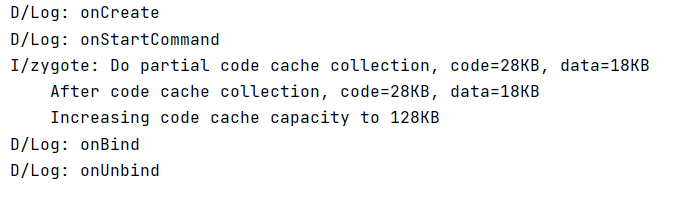 D/Log: onCreate
D/Log: onStartCommand
I/zygote: Do partial code cache collection, code=28KB, data=18KB
    After code cache collection, code=28KB, data=18KB
    Increasing code cache capacity to 128KB
D/Log: onBind
D/Log: onUnbind